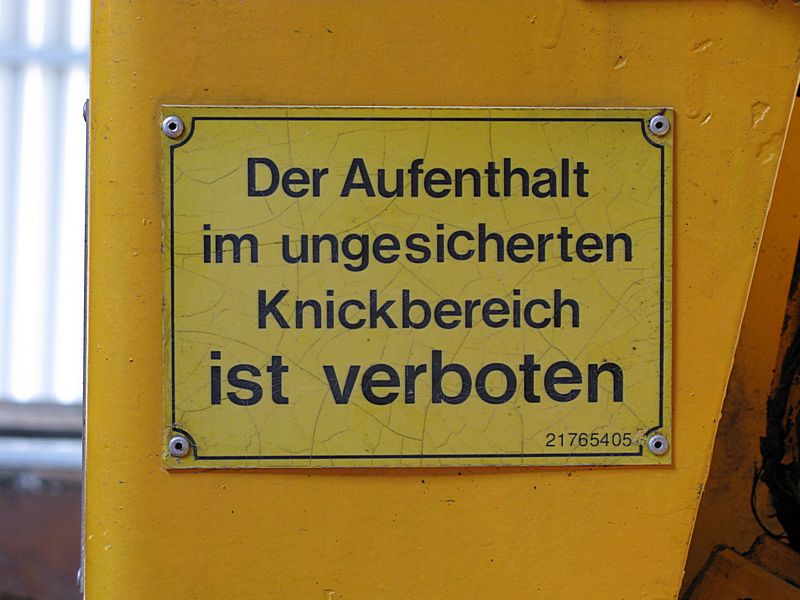 Der Aufenthalt
im ungesicherten
Knickbereich
ist verboten
21765405